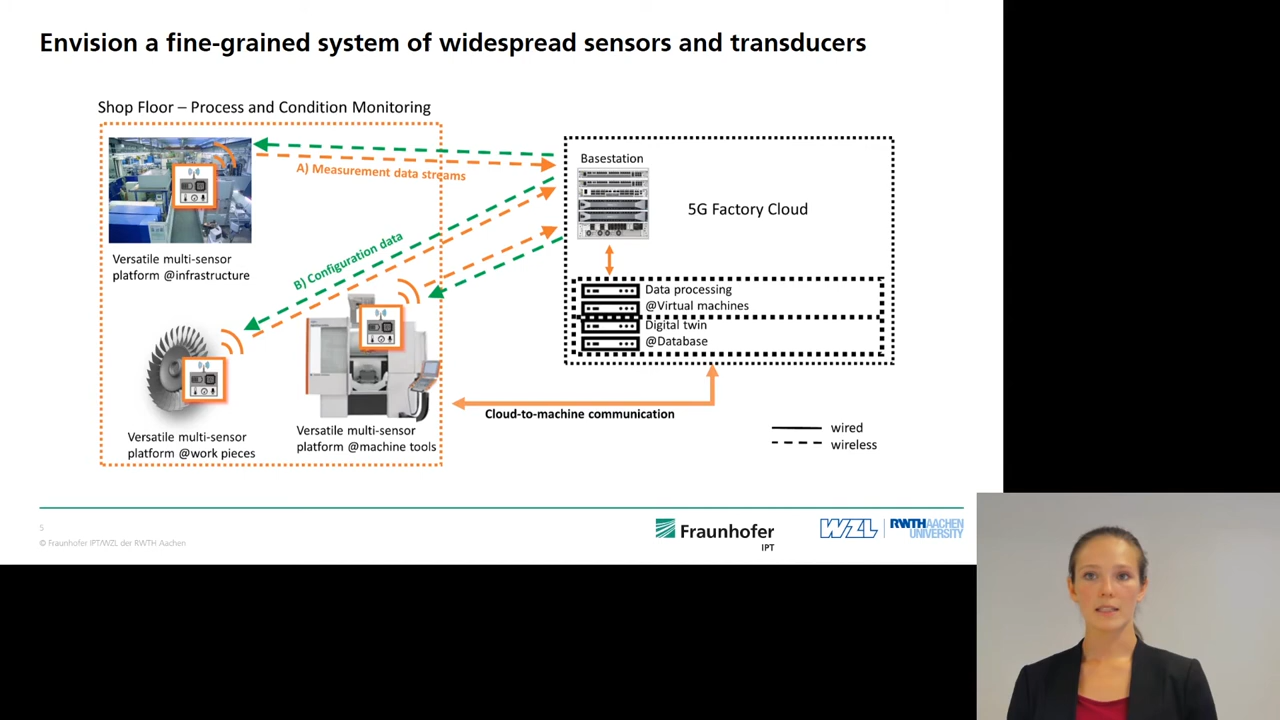 Envision a fine-grained system of widespread sensors and transducers
Shop Floor – Process and Condition Monitoring
A) Measurement data streams
B) Configuration data
Versatile multi-sensor
platform @infrastructure
Versatile multi-sensor
platform @work pieces
Versatile multi-sensor
platform @machine tools
Basestation
5G Factory Cloud
Data processing
@Virtual machines
Digital twin
@Database
Cloud-to-machine communication
wired
wireless
5
© Fraunhofer IPT/WZL der RWTH Aachen
Fraunhofer
IPT
WZL
RWTHAACHEN
UNIVERSITY